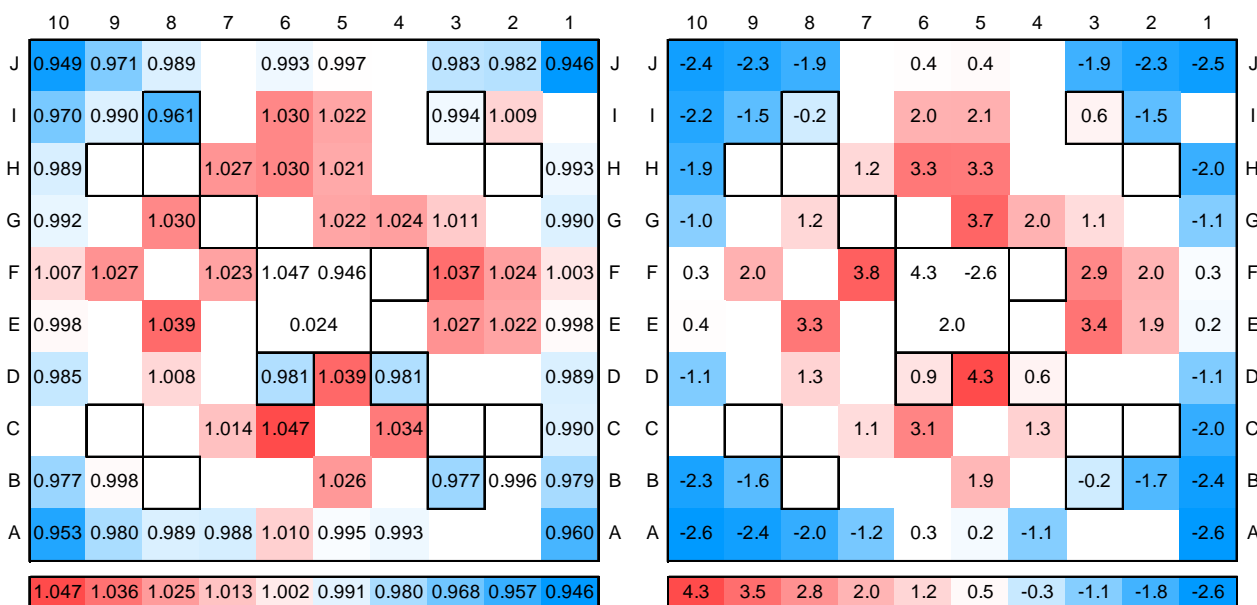 10 9 8 7 6 5 4 3 2 1 10 9 8 7 6 5 4 3 2 1
J 0.949 0.971 0.989 0.993 0.997 0.983 0.982 0.946 J J -2.4 -2.3 -1.9 0.4 0.4 -1.9 -2.3 -2.5 J
I 0.970 0.990 0.961 1.030 1.022 0.994 1.009 I I -2.2 -1.5 -0.2 2.0 2.1 0.6 -1.5 I
H 0.989 1.027 1.030 1.021 0.993 H H -1.9 1.2 3.3 3.3 -2.0 H
G 0.992 1.030 1.022 1.024 1.011 0.990 G G -1.0 1.2 3.7 2.0 1.1 -1.1 G
F 1.007 1.027 1.023 1.047 0.946 1.037 1.024 1.003 F F 0.3 2.0 3.8 4.3 -2.6 2.9 2.0 0.3 F
E 0.998 1.039 0.024 1.027 1.022 0.998 E E 0.4 3.3 2.0 3.4 1.9 0.2 E
D 0.985 1.008 0.981 1.039 0.981 0.989 D D -1.1 1.3 0.9 4.3 0.6 -1.1 D
C 1.014 1.047 1.034 0.990 C C 1.1 3.1 1.3 -2.0 C
B 0.977 0.998 1.026 0.977 0.996 0.979 B B -2.3 -1.6 1.9 -0.2 -1.7 -2.4 B
A 0.953 0.980 0.989 0.988 1.010 0.995 0.993 0.960 A A -2.6 -2.4 -2.0 -1.2 0.3 0.2 -1.1 -2.6 A
1.047 1.036 1.025 1.013 1.002 0.991 0.980 0.968 0.957 0.946 4.3 3.5 2.8 2.0 1.2 0.5 -0.3 -1.1 -1.8 -2.6